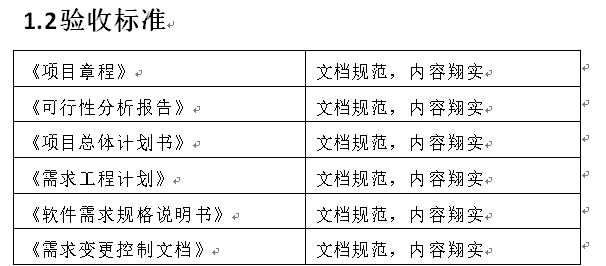 1.2验收标准
《项目章程》 文档规范，内容翔实
《可行性分析报告》 文档规范，内容翔实
《项目总体计划书》 文档规范，内容翔实
《需求工程计划》 文档规范，内容翔实
《软件需求规格说明书》 文档规范，内容翔实
《需求变更控制文档》 文档规范，内容翔实